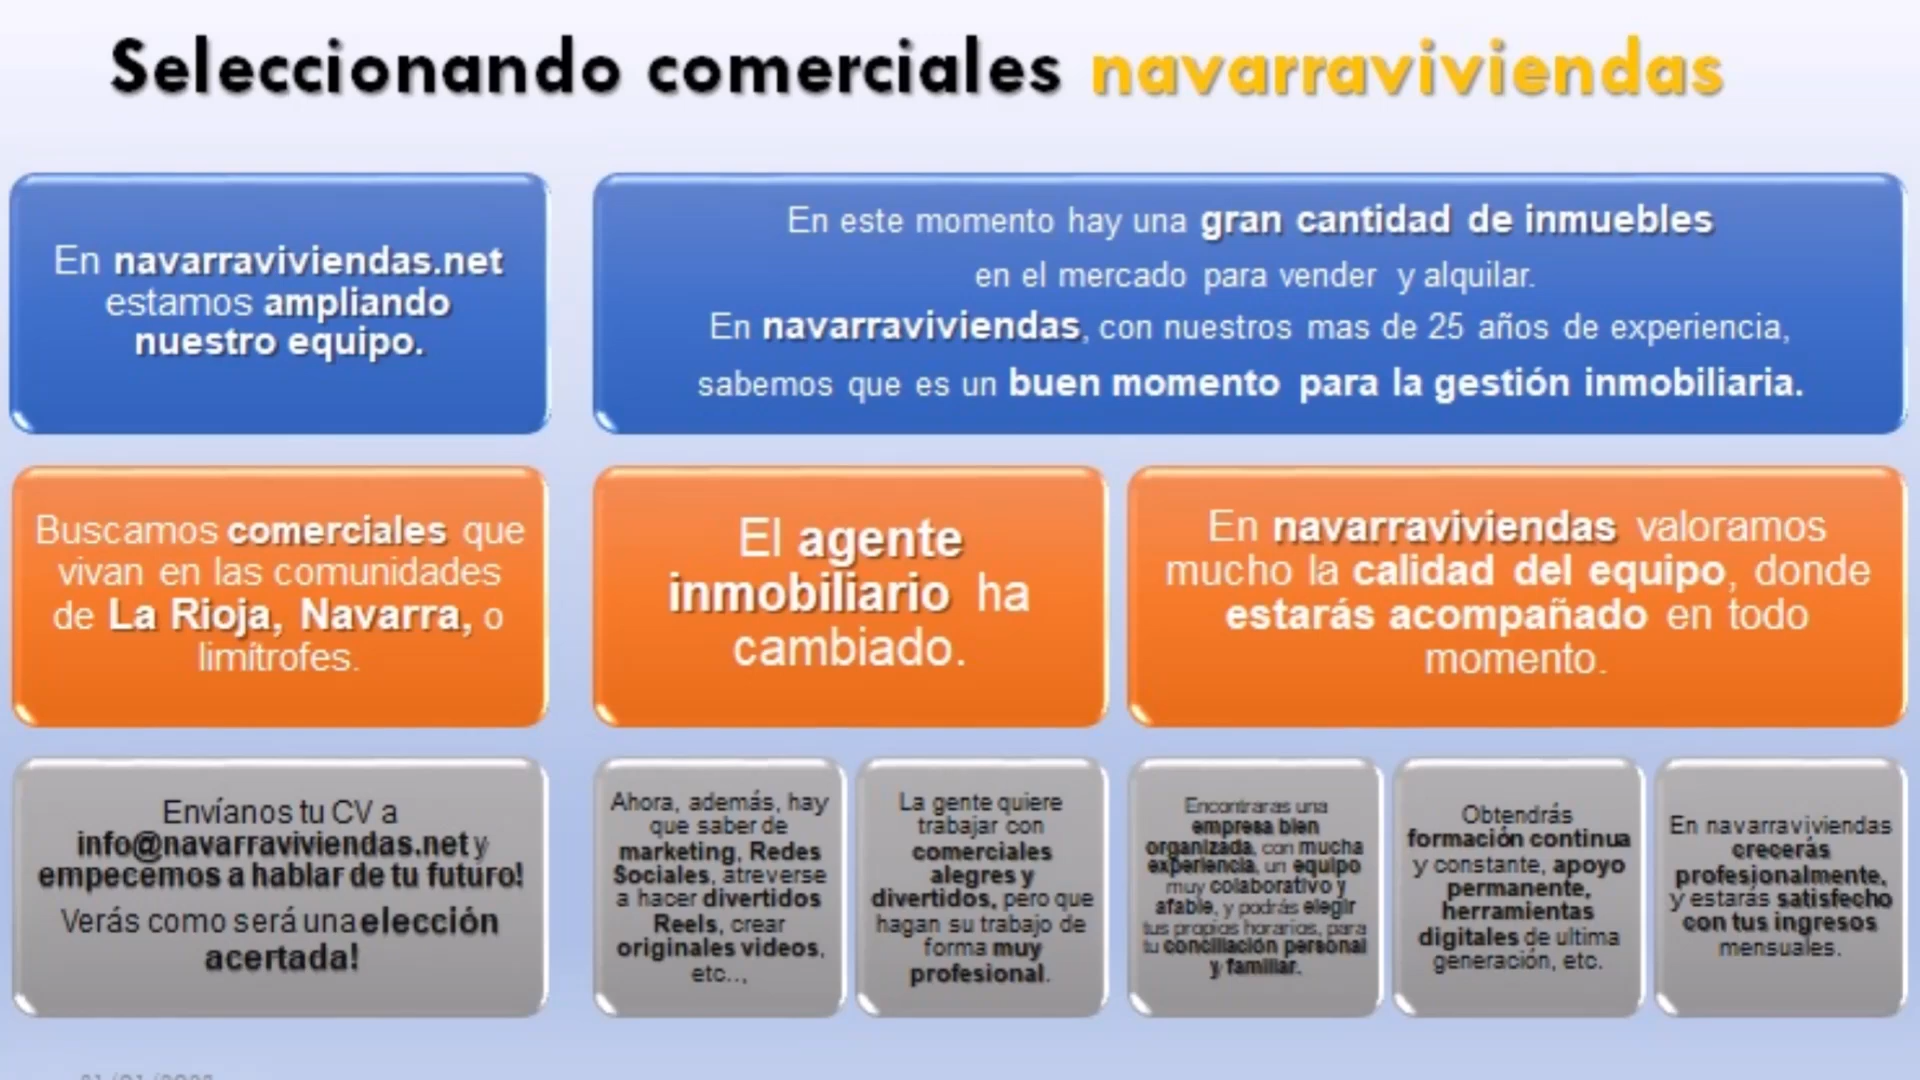 Seleccionando comerciales navarraviviendas
En navarraviviendas.net
estamos ampliando
nuestro equipo.
En este momento hay una gran cantidad de inmuebles
en el mercado para vender y alquilar.
En navarraviviendas, con nuestros mas de 25 años de experiencia,
sabemos que es un buen momento para la gestión inmobiliaria.
Buscamos comerciales que
vivan en las comunidades
de La Rioja, Navarra, o
limítrofes.
El agente
inmobiliario ha
cambiado.
En navarraviviendas valoramos
mucho la calidad del equipo, donde
estarás acompañado en todo
momento.
Envíanos tu CV a
info@navarraviviendas.net y
empecemos a hablar de tu futuro!
Verás como será una elección
acertada!
Ahora, además, hay
que saber de
marketing, Redes
Sociales, atreverse
a hacer divertidos
Reels, crear
originales videos,
etc..,
La gente quiere
trabajar con
comerciales
alegres y
divertidos, pero que
hagan su trabajo de
forma muy
profesional.
Encontraras una
empresa bien
organizada, con mucha
experiencia, un equipo
muy colaborativo y
afable, y podrás elegir
tus propios horarios, para
tu conciliación personal
y familiar.
Obtendrás
formación continua
y constante, apoyo
permanente,
herramientas
digitales de ultima
generación, etc.
En navarraviviendas
crecerás
profesionalmente,
y estarás satisfecho
con tus ingresos
mensuales.